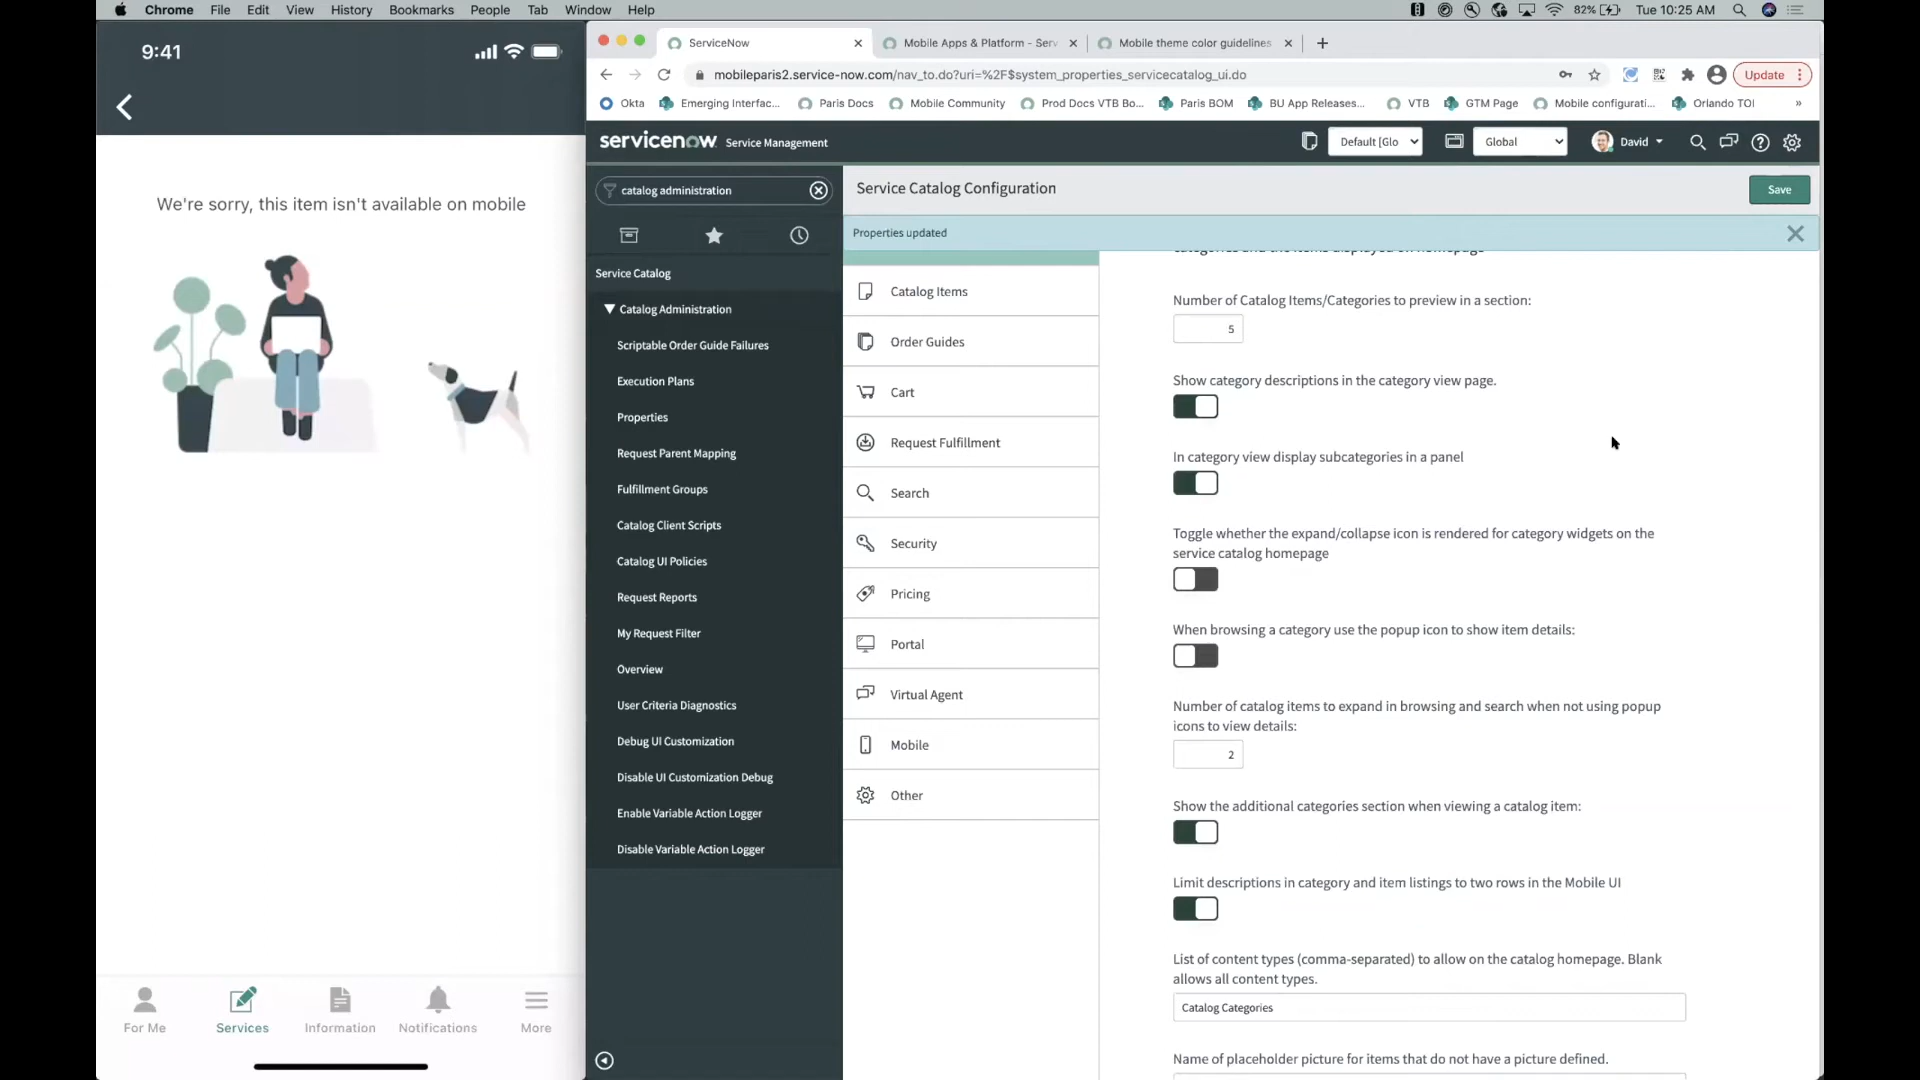 Chrome File Edit View History Bookmarks People Tab Window Help
82% Tue 10:25 AM
9:41
We're sorry, this item isn't available on mobile
For Me Services Information Notifications More
ServiceNow
Mobile Apps & Platform - Serv
Mobile theme color guidelines
mobileparis2.service-now.com/nav_to.do?uri=%2F$system_properties_servicecatalog_ui.do
Update
Okta Emerging Interfac... Paris Docs Mobile Community Prod Docs VTB Bo... Paris BOM BU App Releases... VTB GTM Page Mobile configurati... Orlando TOI »
servicenow Service Management
Default [Glo
Global
David
catalog administration
Service Catalog
Catalog Administration
Scriptable Order Guide Failures
Execution Plans
Properties
Request Parent Mapping
Fulfillment Groups
Catalog Client Scripts
Catalog UI Policies
Request Reports
My Request Filter
Overview
User Criteria Diagnostics
Debug UI Customization
Disable UI Customization Debug
Enable Variable Action Logger
Disable Variable Action Logger
Service Catalog Configuration
Save
Properties updated
Catalog Items
Order Guides
Cart
Request Fulfillment
Search
Security
Pricing
Portal
Virtual Agent
Mobile
Other
categories and the items displayed on homepage
Number of Catalog Items/Categories to preview in a section:
5
Show category descriptions in the category view page.
In category view display subcategories in a panel
Toggle whether the expand/collapse icon is rendered for category widgets on the
service catalog homepage
When browsing a category use the popup icon to show item details:
Number of catalog items to expand in browsing and search when not using popup
icons to view details:
2
Show the additional categories section when viewing a catalog item:
Limit descriptions in category and item listings to two rows in the Mobile UI
List of content types (comma-separated) to allow on the catalog homepage. Blank
allows all content types.
Catalog Categories
Name of placeholder picture for items that do not have a picture defined.